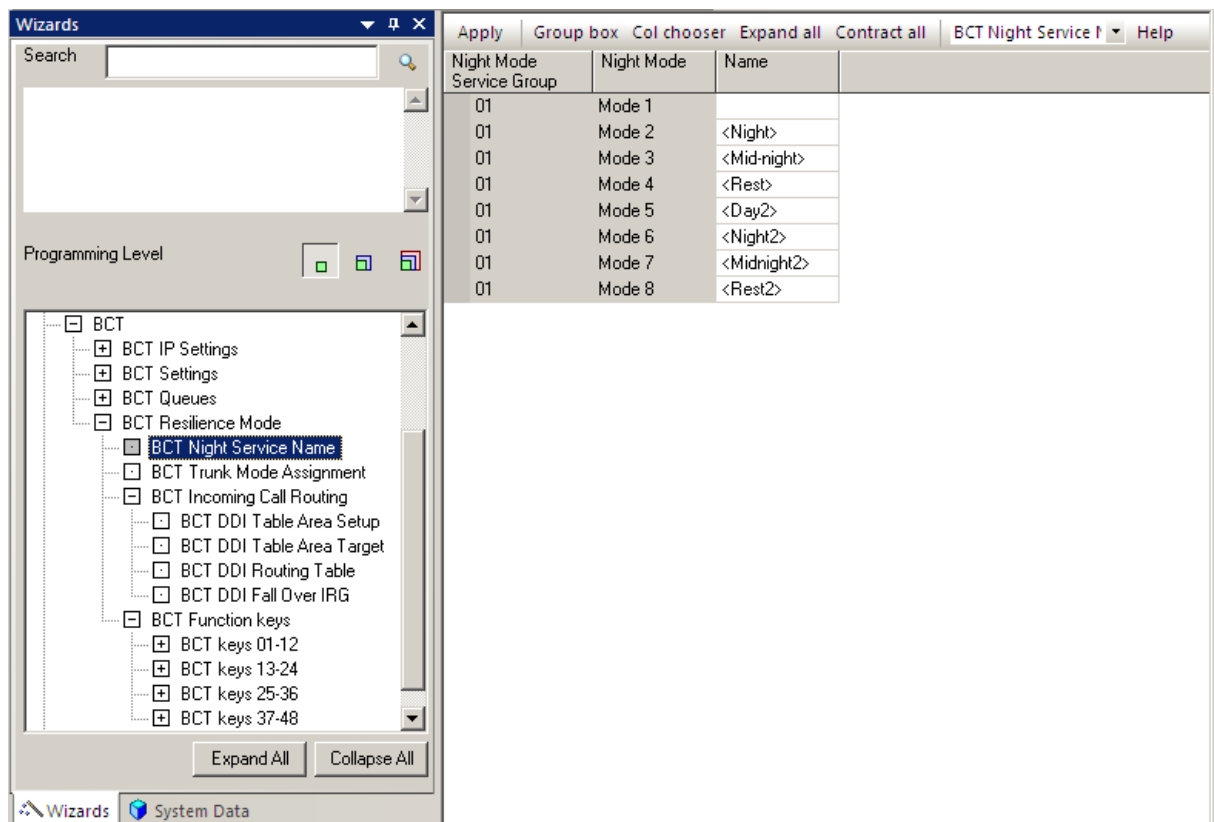 Wizards
Search
Programming Level
BCT
BCT IP Settings
BCT Settings
BCT Queues
BCT Resilience Mode
BCT Night Service Name
BCT Trunk Mode Assignment
BCT Incoming Call Routing
BCT DDI Table Area Setup
BCT DDI Table Area Target
BCT DDI Routing Table
BCT DDI Fall Over IRG
BCT Function keys
BCT keys 01-12
BCT keys 13-24
BCT keys 25-36
BCT keys 37-48
Expand All Collapse All
Wizards System Data
Apply Group box Col chooser Expand all Contract all BCT Night Service Help
Night Mode Service Group Night Mode Name
01 Mode 1
01 Mode 2 <Night>
01 Mode 3 <Mid-night>
01 Mode 4 <Rest>
01 Mode 5 <Day2>
01 Mode 6 <Night2>
01 Mode 7 <Midnight2>
01 Mode 8 <Rest2>